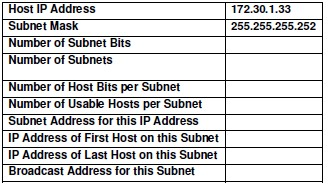 Host IP Address 172.30.1.33
Subnet Mask 255.255.255.252
Number of Subnet Bits
Number of Subnets
Number of Host Bits per Subnet
Number of Usable Hosts per Subnet
Subnet Address for this IP Address
IP Address of First Host on this Subnet
IP Address of Last Host on this Subnet
Broadcast Address for this Subnet